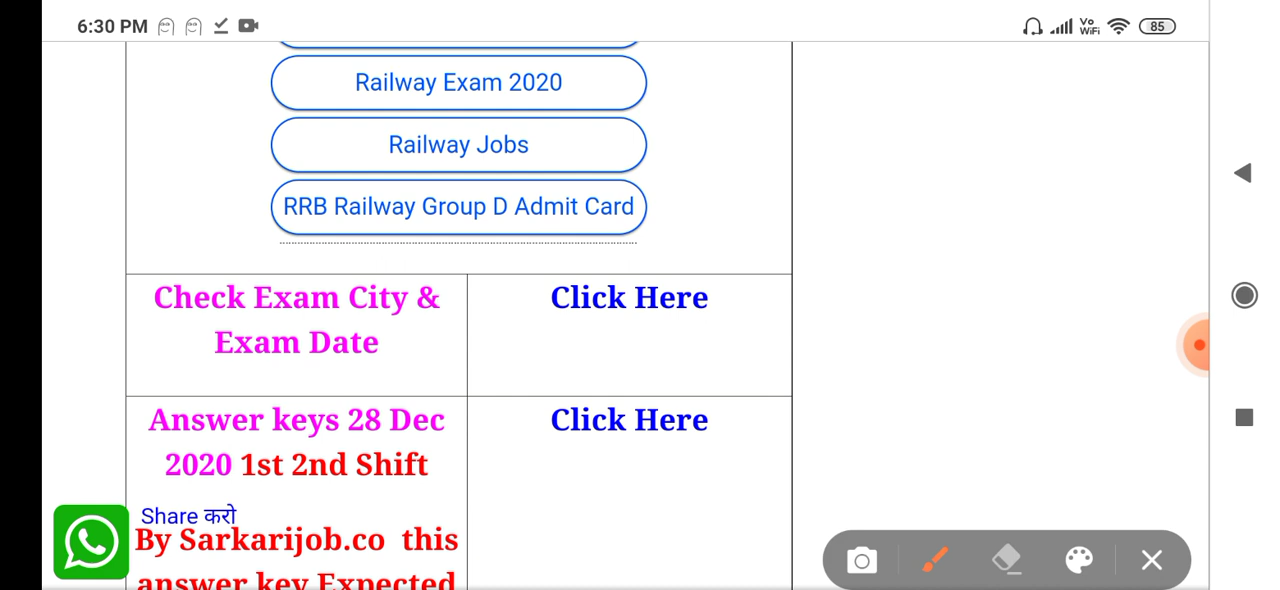 6:30 PM
Vo
WiFi
85
Railway Exam 2020
Railway Jobs
RRB Railway Group D Admit Card
Check Exam City &
Exam Date
Click Here
Answer keys 28 Dec
2020 1st 2nd Shift
Click Here
Share करो
By Sarkarijob.co this
answer key Expected